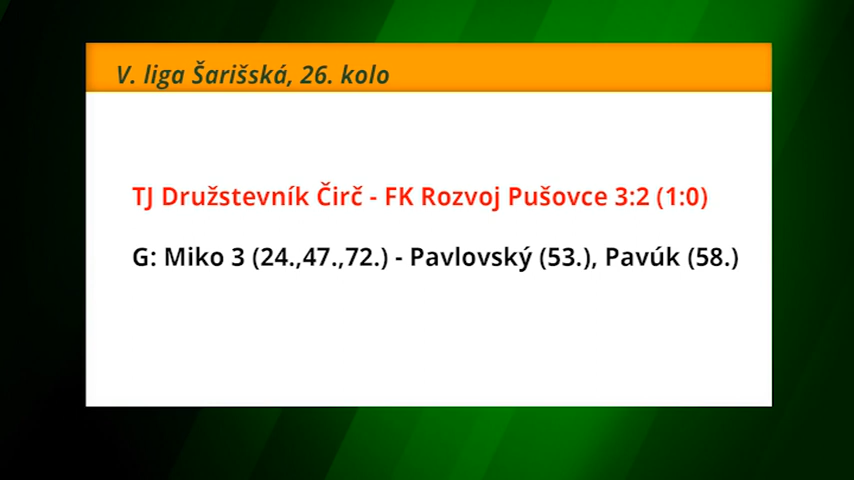 V. liga Šarišská, 26. kolo
TJ Družstevník Čirč - FK Rozvoj Pušovce 3:2 (1:0)
G: Miko 3 (24.,47.,72.) - Pavlovský (53.), Pavúk (58.)